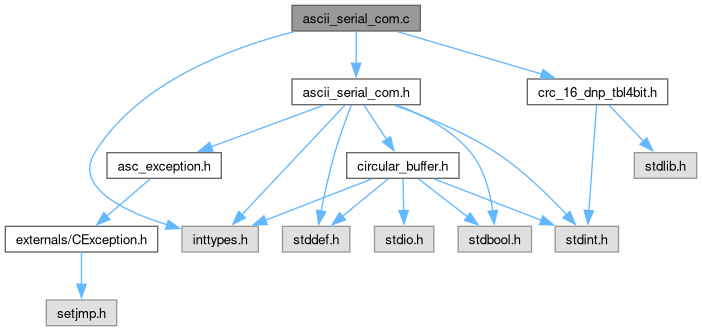 ascii_serial_com.c
ascii_serial_com.h
crc_16_dnp_tbl4bit.h
asc_exception.h
circular_buffer.h
stdlib.h
externals/CException.h
inttypes.h
stddef.h
stdio.h
stdbool.h
stdint.h
setjmp.h